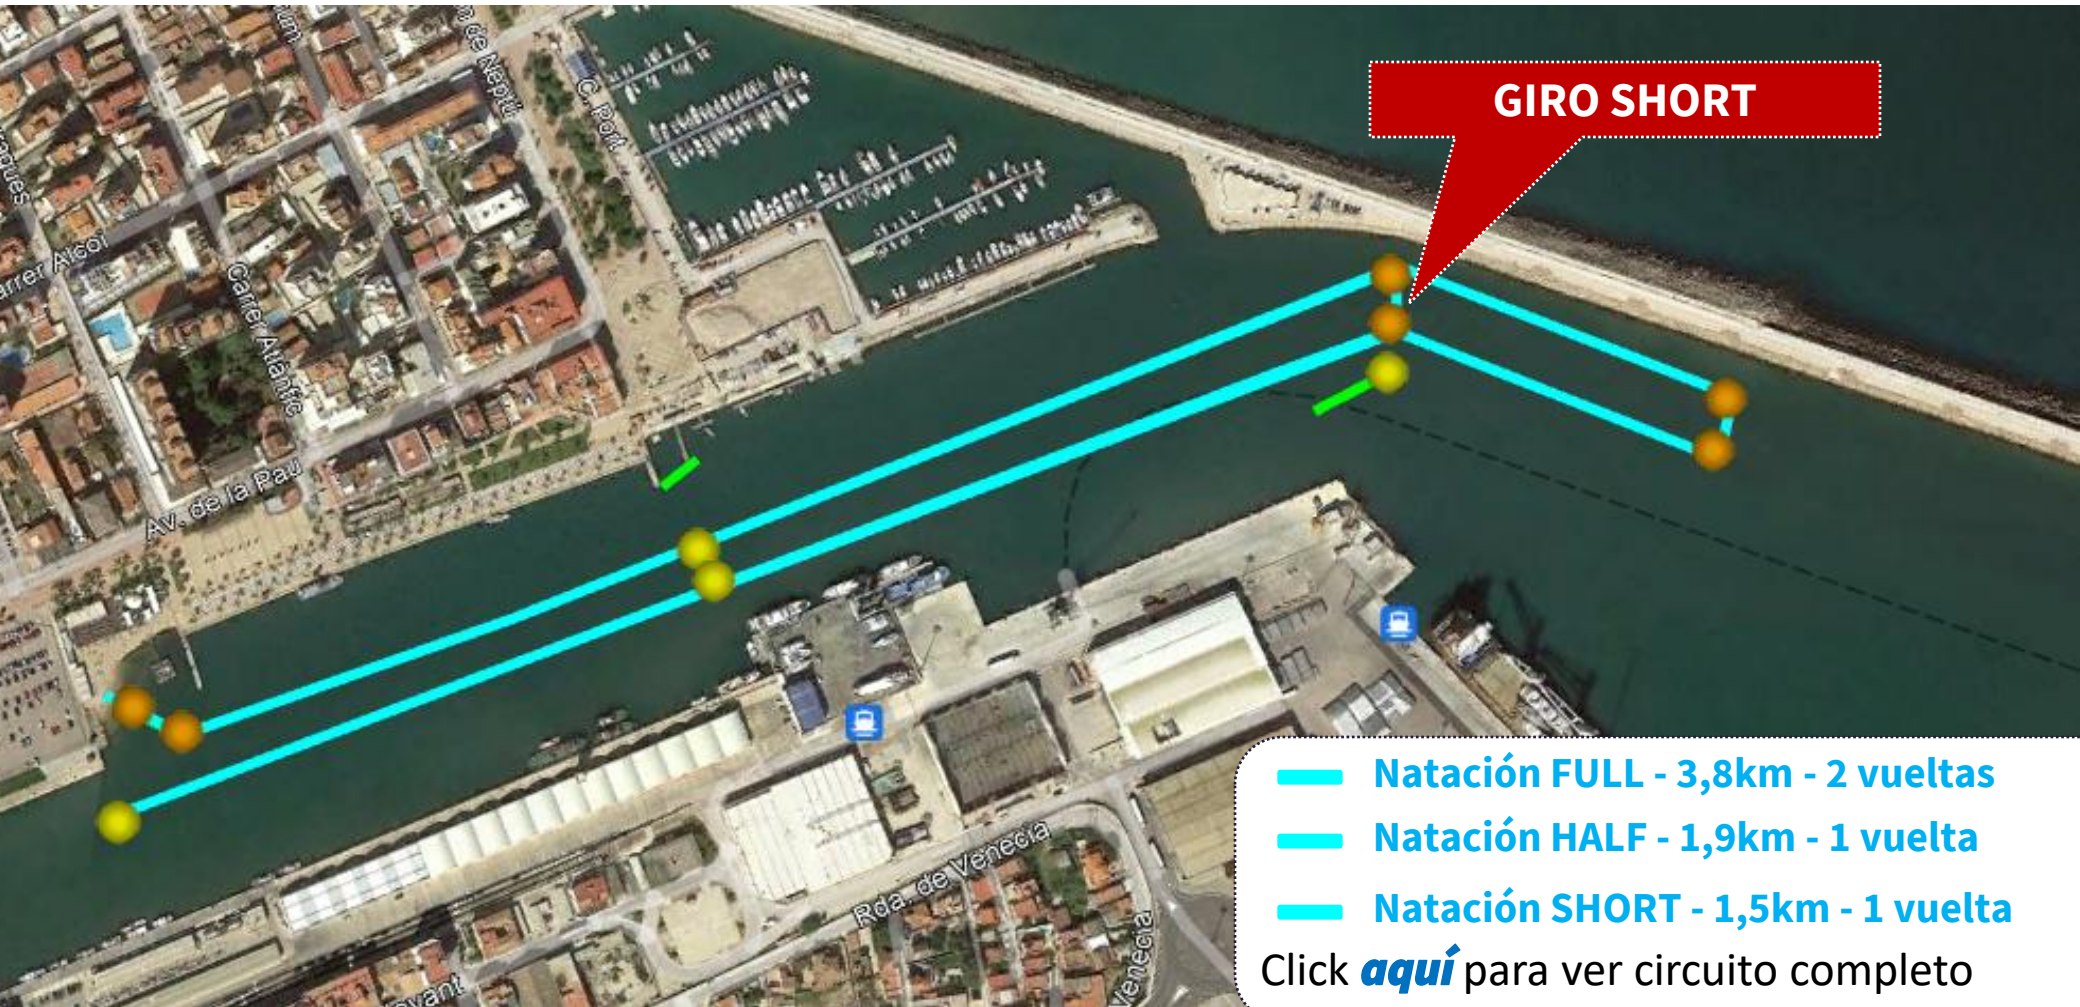 GIRO SHORT
C. Port
Carrer Atlàntic
Av. de la Pau
Rda. de Venecia
Venecia
Natación FULL - 3,8km - 2 vueltas
Natación HALF - 1,9km - 1 vuelta
Natación SHORT - 1,5km - 1 vuelta
Click aquí para ver circuito completo